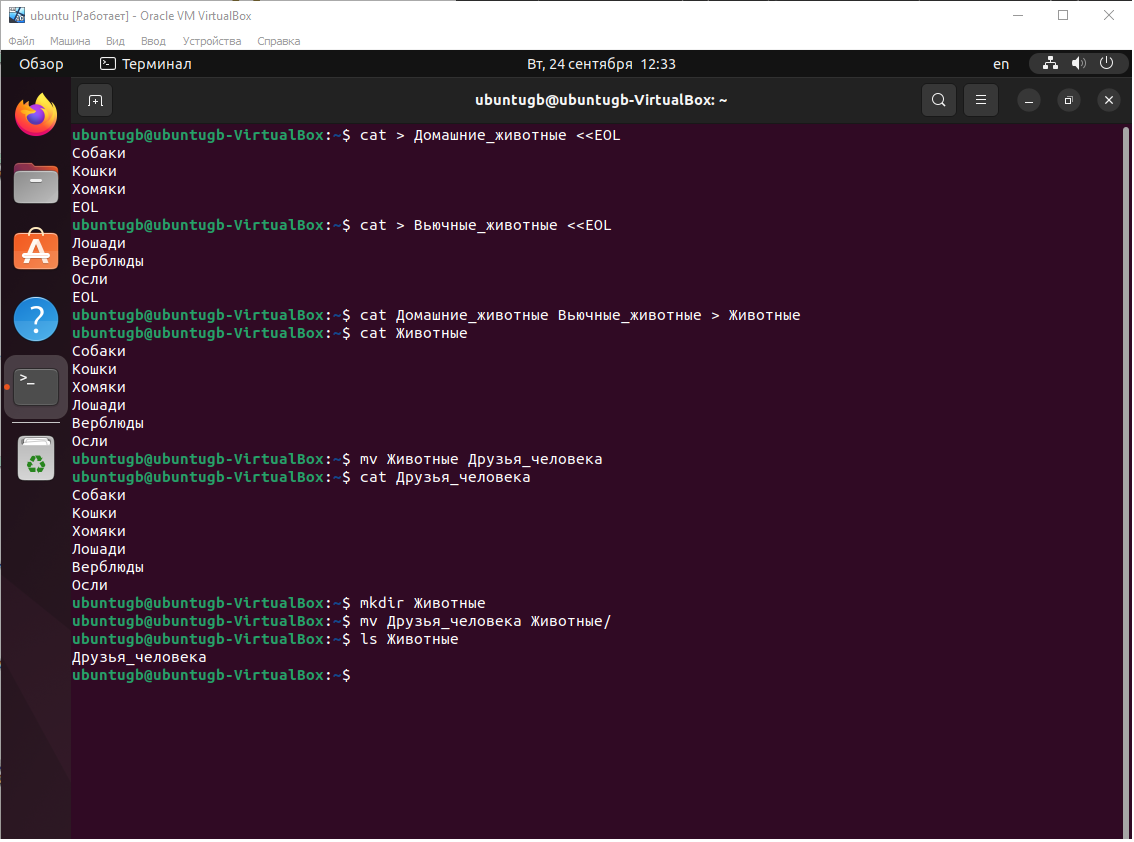 ubuntu [Работает] - Oracle VM VirtualBox
Файл Машина Вид Ввод Устройства Справка
Обзор Терминал Вт, 24 сентября 12:33 en
ubuntugb@ubuntugb-VirtualBox: ~
ubuntugb@ubuntugb-VirtualBox:~$ cat > Домашние_животные <<EOL
Собаки
Кошки
Хомяки
EOL
ubuntugb@ubuntugb-VirtualBox:~$ cat > Вьючные_животные <<EOL
Лошади
Верблюды
Осли
EOL
ubuntugb@ubuntugb-VirtualBox:~$ cat Домашние_животные Вьючные_животные > Животные
ubuntugb@ubuntugb-VirtualBox:~$ cat Животные
Собаки
Кошки
Хомяки
Лошади
Верблюды
Осли
ubuntugb@ubuntugb-VirtualBox:~$ mv Животные Друзья_человека
ubuntugb@ubuntugb-VirtualBox:~$ cat Друзья_человека
Собаки
Кошки
Хомяки
Лошади
Верблюды
Осли
ubuntugb@ubuntugb-VirtualBox:~$ mkdir Животные
ubuntugb@ubuntugb-VirtualBox:~$ mv Друзья_человека Животные/
ubuntugb@ubuntugb-VirtualBox:~$ ls Животные
Друзья_человека
ubuntugb@ubuntugb-VirtualBox:~$